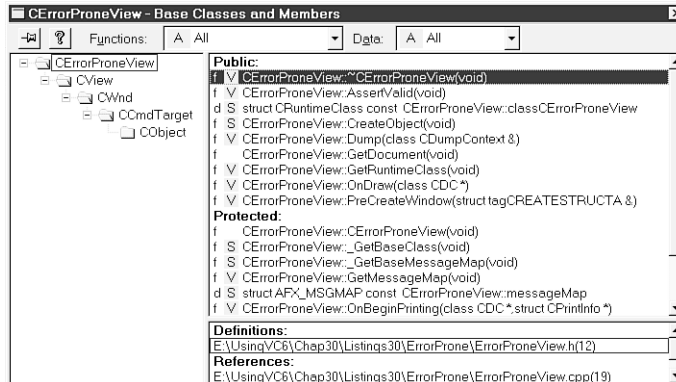 CErrorProneView - Base Classes and Members
Functions: A All Data: A All
CErrorProneView
CView
CWnd
CCmdTarget
CObject
Public:
f V CErrorProneView::~CErrorProneView(void)
f V CErrorProneView::AssertValid(void)
d S struct CRuntimeClass const CErrorProneView::classCErrorProneView
f S CErrorProneView::CreateObject(void)
f V CErrorProneView::Dump(class CDumpContext &)
f CErrorProneView::GetDocument(void)
f V CErrorProneView::GetRuntimeClass(void)
f V CErrorProneView::OnDraw(class CDC *)
f V CErrorProneView::PreCreateWindow(struct tagCREATESTRUCTA &)
Protected:
f CErrorProneView::CErrorProneView(void)
f S CErrorProneView::_GetBaseClass(void)
f S CErrorProneView::_GetBaseMessageMap(void)
f V CErrorProneView::GetMessageMap(void)
d S struct AFX_MSGMAP const CErrorProneView::messageMap
f V CErrorProneView::OnBeginPrinting(class CDC *,struct CPrintInfo *)
Definitions:
E:\UsingVC6\Chap30\Listings30\ErrorProne\ErrorProneView.h(12)
References:
E:\UsingVC6\Chap30\Listings30\ErrorProne\ErrorProneView.cpp(19)